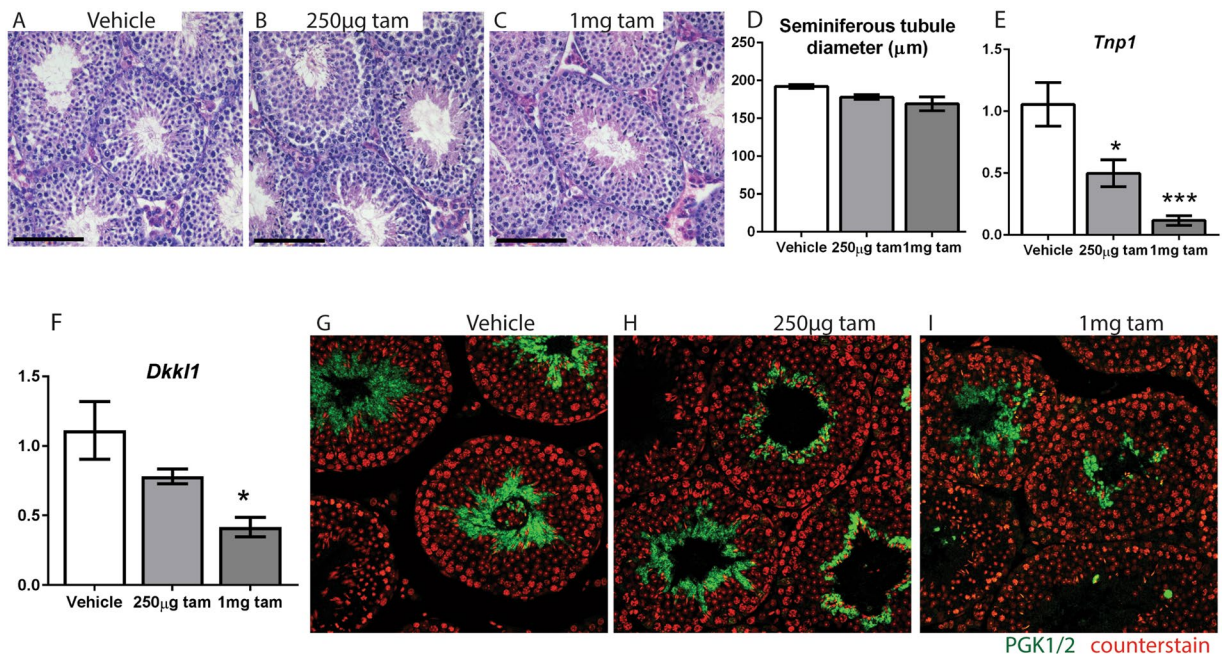 A Vehicle
B 250µg tam
C 1mg tam
D Seminiferous tubule
diameter (µm)
250
200
150
100
50
0
Vehicle 250µg tam 1mg tam
E Tnp1
1.5
1.0
0.5
0.0
*
***
Vehicle 250µg tam 1mg tam
F
Dkkl1
1.5
1.0
0.5
0.0
*
Vehicle 250µg tam 1mg tam
G Vehicle
H 250µg tam
I 1mg tam
PGK1/2 counterstain